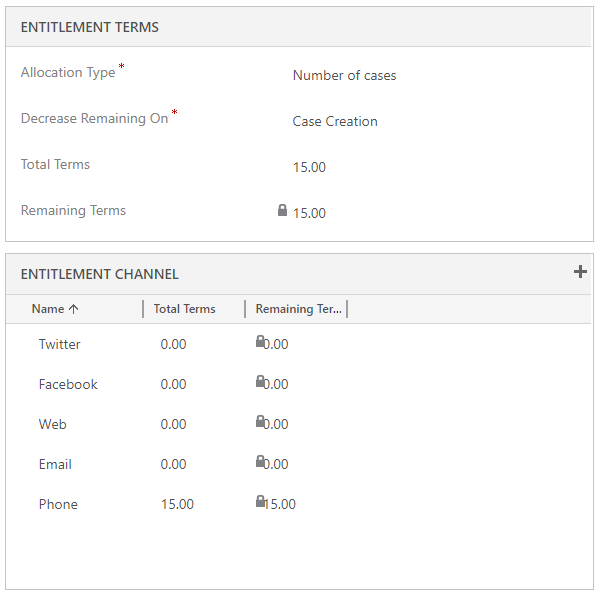 ENTITLEMENT TERMS
Allocation Type * Number of cases
Decrease Remaining On * Case Creation
Total Terms 15.00
Remaining Terms 15.00
ENTITLEMENT CHANNEL
Name Total Terms Remaining Ter...
Twitter 0.00 0.00
Facebook 0.00 0.00
Web 0.00 0.00
Email 0.00 0.00
Phone 15.00 15.00